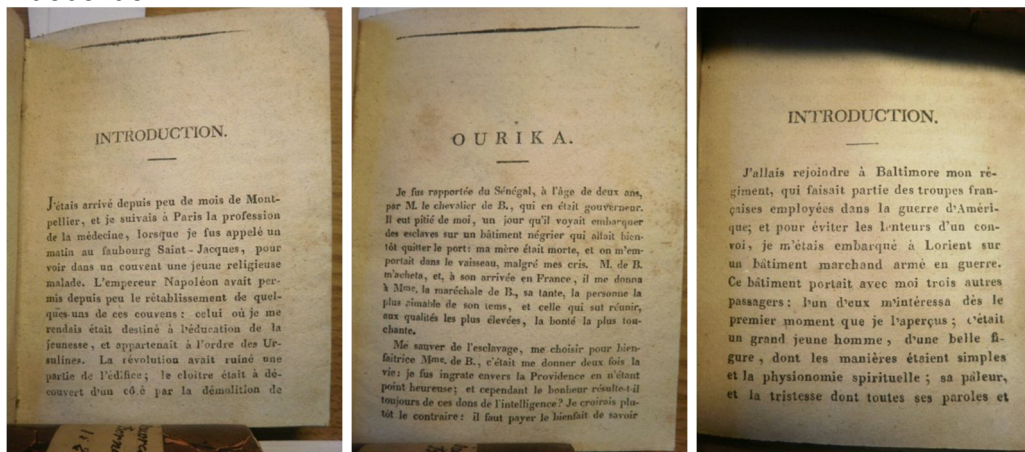 INTRODUCTION.
J'étais arrivé depuis peu de mois de Mont-
pellier, et je suivais à Paris la profession
de la médecine, lorsque je fus appelé un
matin au faubourg Saint-Jacques, pour
voir dans un couvent une jeune religieuse
malade. L'empereur Napoléon avait per-
mis depuis peu le rétablissement de quel-
ques-uns de ces couvens : celui où je me
rendais était destiné à l'éducation de la
jeunesse, et appartenait à l'ordre des Ur-
sulines. La révolution avait ruiné une
partie de l'édifice ; le cloître était à dé-
couvert d'un côté par la démolition de
OURIKA.
Je fus rapportée du Sénégal, à l'âge de deux ans,
par M. le chevalier de B., qui en était gouverneur.
Il eut pitié de moi, un jour qu'il voyait embarquer
des esclaves sur un bâtiment négrier qui allait bien-
tôt quitter le port: ma mère était morte, et on m'em-
portait dans le vaisseau, malgré mes cris. M. de B.
m'acheta, et, à son arrivée en France, il me donna
à Mme. la maréchale de B., sa tante, la personne la
plus aimable de son tems, et celle qui sut réunir,
aux qualités les plus élevées, la bonté la plus tou-
chante.
Me sauver de l'esclavage, me choisir pour bien-
faitrice Mme. de B., c'était me donner deux fois la
vie: je fus ingrate envers la Providence en n'étant
point heureuse; et cependant le bonheur résulte-t-il
toujours de ces dons de l'intelligence? Je croirais plu-
tôt le contraire: il faut payer le bienfait de savoir
INTRODUCTION.
J'allais rejoindre à Baltimore mon ré-
giment, qui faisait partie des troupes fran-
çaises employées dans la guerre d'Améri-
que; et pour éviter les lenteurs d'un con-
voi, je m'étais embarqué à Lorient sur
un bâtiment marchand armé en guerre.
Ce bâtiment portait avec moi trois autres
passagers : l'un d'eux m'intéressa dès le
premier moment que je l'aperçus ; c'était
un grand jeune homme, d'une belle fi-
gure, dont les manières étaient simples
et la physionomie spirituelle ; sa pâleur,
et la tristesse dont toutes ses paroles et